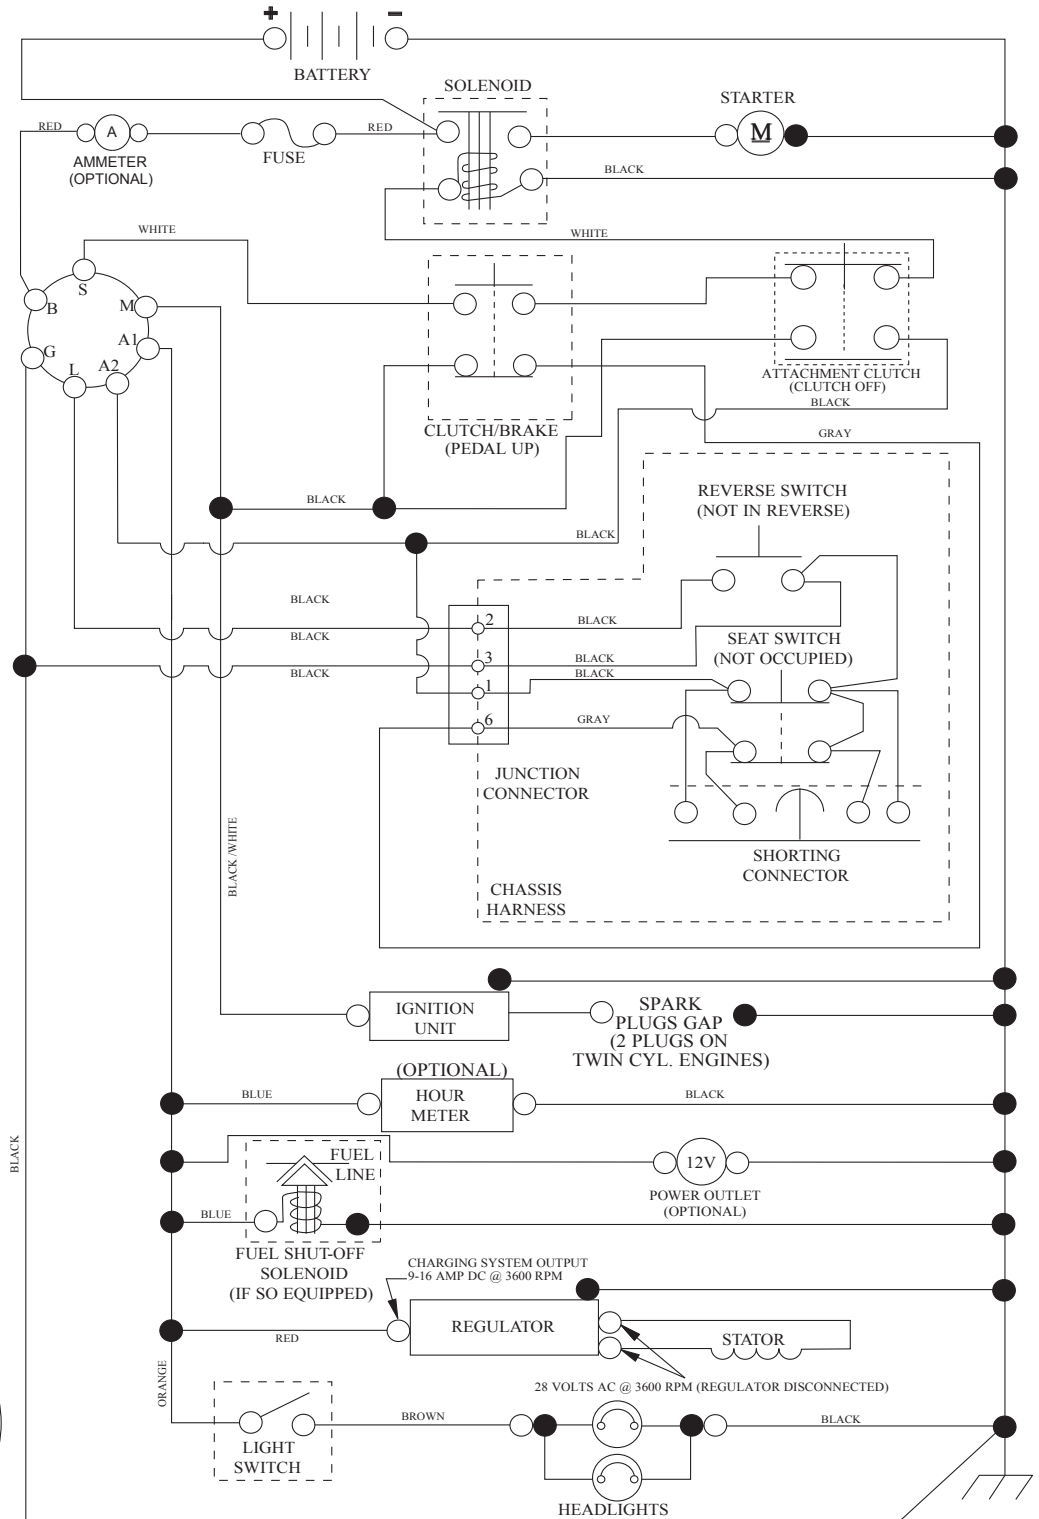 + −
BATTERY
SOLENOID
STARTER
RED
A
RED
M
AMMETER
(OPTIONAL)
FUSE
BLACK
WHITE
WHITE
S
B
M
A1
G
L
A2
ATTACHMENT CLUTCH
(CLUTCH OFF)
BLACK
CLUTCH/BRAKE
(PEDAL UP)
GRAY
REVERSE SWITCH
(NOT IN REVERSE)
BLACK
BLACK
BLACK
2
BLACK
BLACK
SEAT SWITCH
(NOT OCCUPIED)
3
BLACK
BLACK
BLACK
1
6
GRAY
JUNCTION
CONNECTOR
BLACK /WHITE
SHORTING
CONNECTOR
CHASSIS
HARNESS
IGNITION
UNIT
SPARK
PLUGS GAP
(2 PLUGS ON
TWIN CYL. ENGINES)
(OPTIONAL)
BLUE
HOUR
METER
BLACK
BLACK
FUEL
LINE
12V
POWER OUTLET
(OPTIONAL)
BLUE
FUEL SHUT-OFF
SOLENOID
(IF SO EQUIPPED)
CHARGING SYSTEM OUTPUT
9-16 AMP DC @ 3600 RPM
REGULATOR
STATOR
RED
ORANGE
28 VOLTS AC @ 3600 RPM (REGULATOR DISCONNECTED)
BROWN
BLACK
LIGHT
SWITCH
HEADLIGHTS